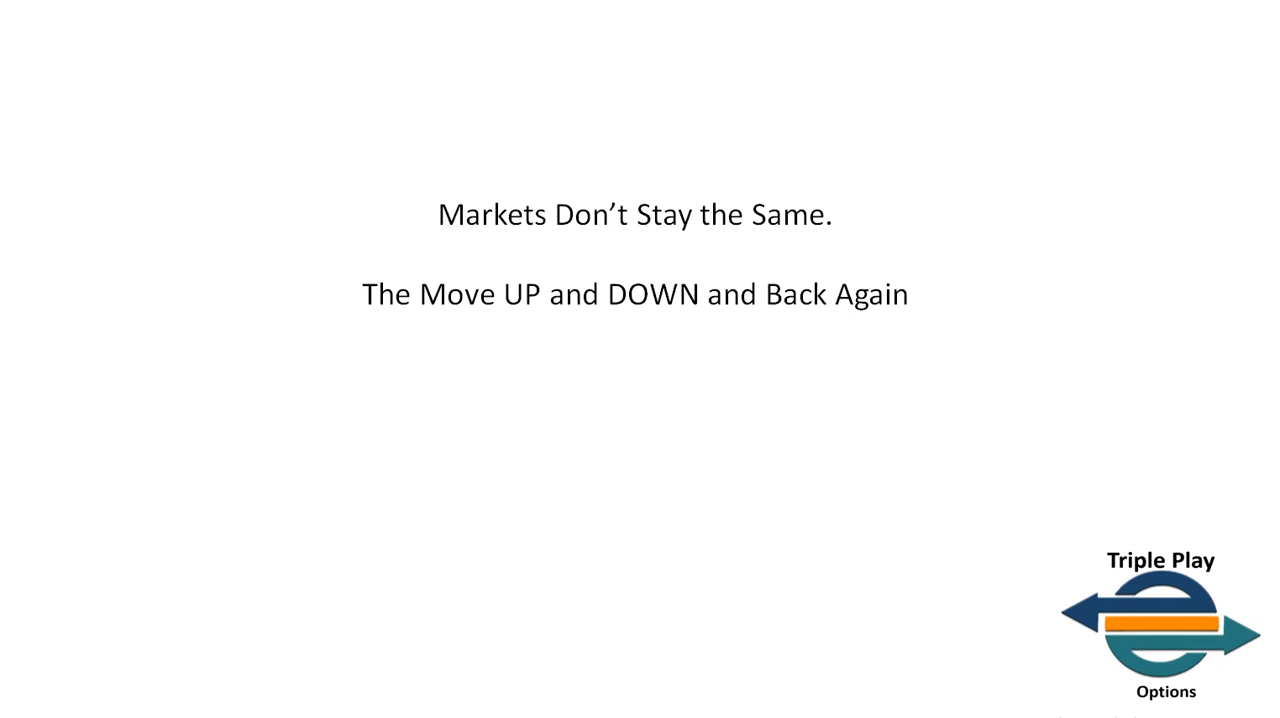 Markets Don’t Stay the Same.
The Move UP and DOWN and Back Again
Triple Play
Options